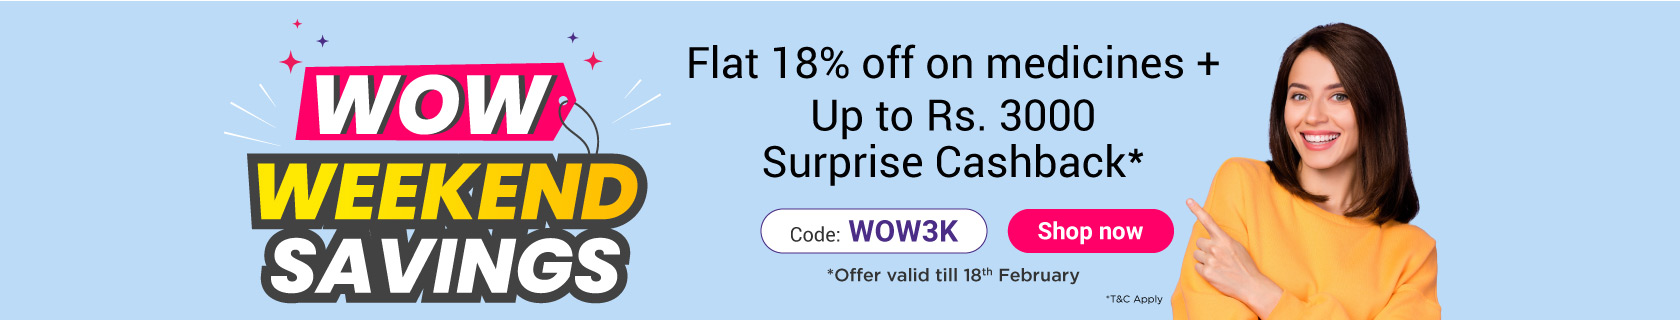 WOW
WEEKEND
SAVINGS
Flat 18% off on medicines +
Up to Rs. 3000
Surprise Cashback*
Code: WOW3K
Shop now
*Offer valid till 18th February
*T&C Apply